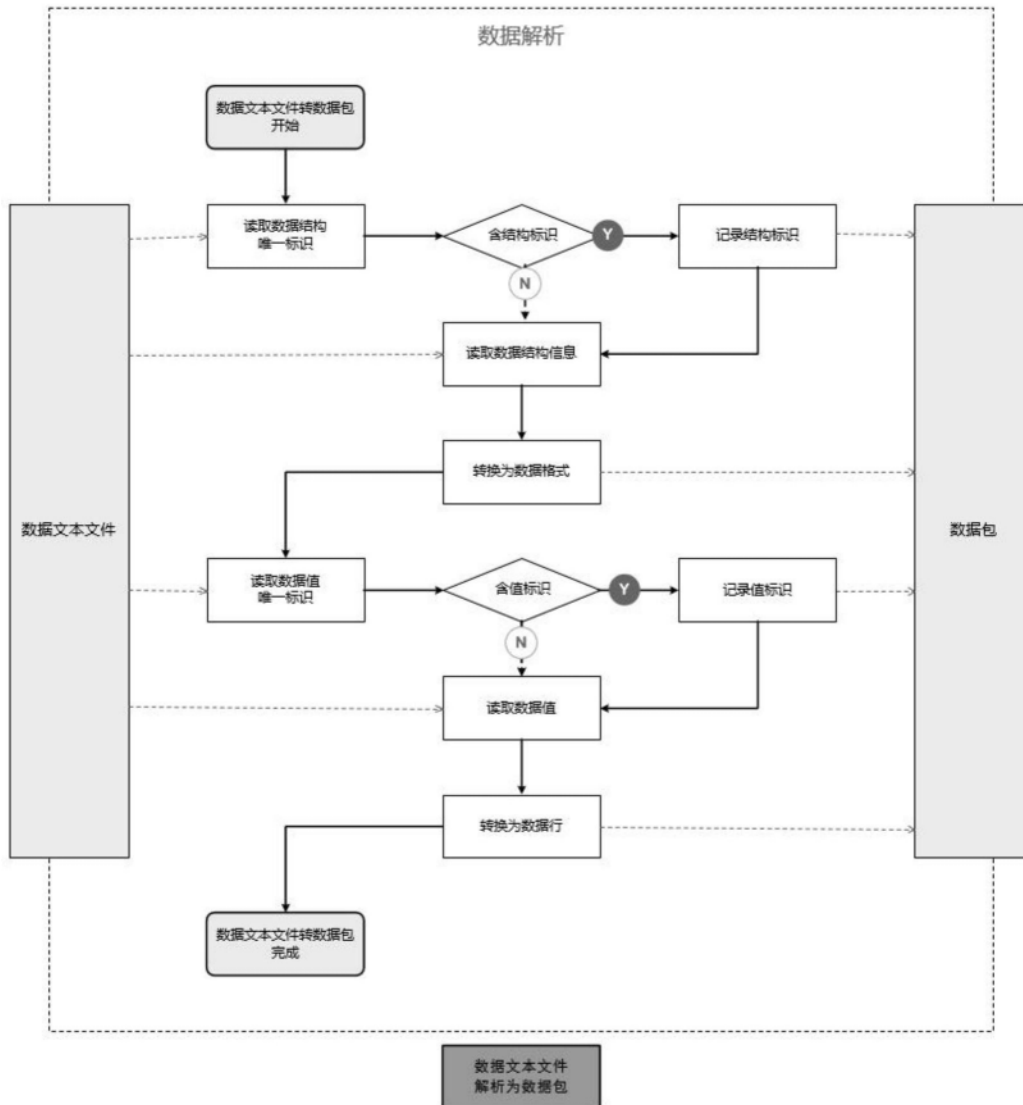 数据解析
数据文本文件转数据包
开始
读取数据结构
唯一标识
含结构标识
Y
记录结构标识
N
读取数据结构信息
转换为数据格式
数据文本文件
数据包
读取数据值
唯一标识
含值标识
Y
记录值标识
N
读取数据值
转换为数据行
数据文本文件转数据包
完成
数据文本文件
解析为数据包